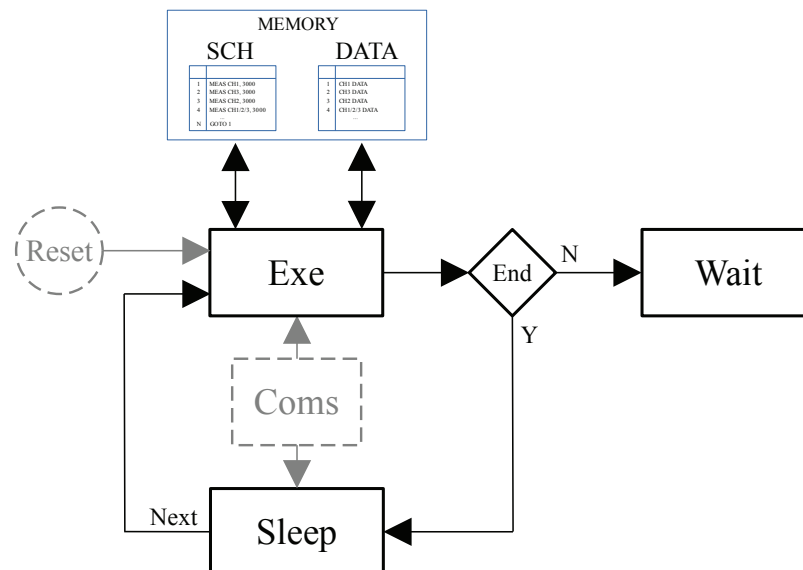 MEMORY
SCH
DATA
1 MEAS CH1, 3000
2 MEAS CH3, 3000
3 MEAS CH2, 3000
4 MEAS CH1/2/3, 3000
...
N GOTO 1
1 CH1 DATA
2 CH3 DATA
3 CH2 DATA
4 CH1/2/3 DATA
...
Reset
Exe
End
N
Wait
Y
Coms
Next
Sleep